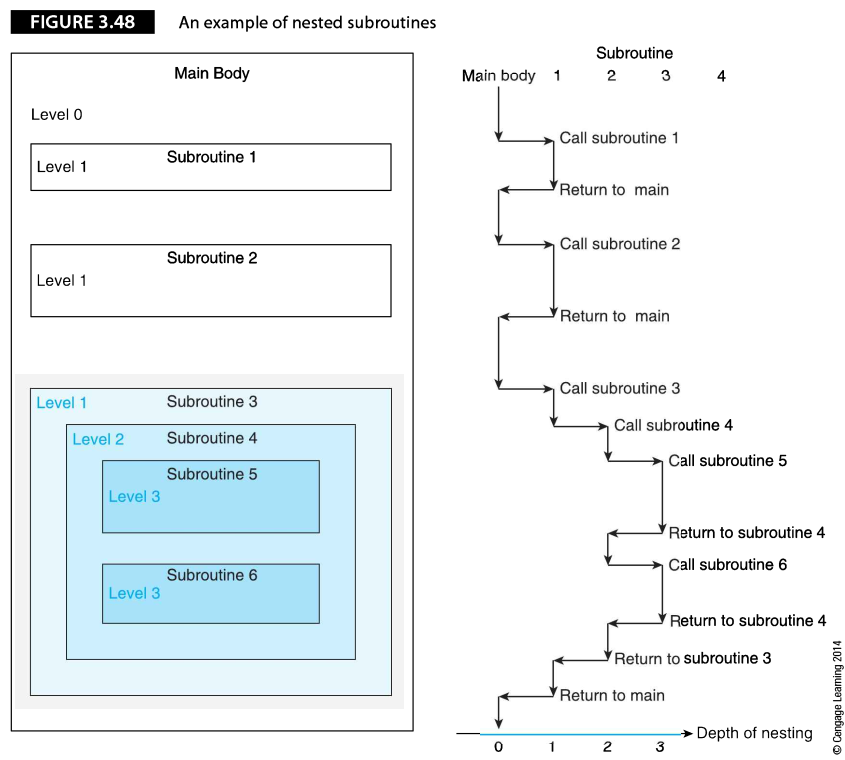 FIGURE 3.48 An example of nested subroutines
Main Body
Level 0
Subroutine 1
Level 1
Subroutine 2
Level 1
Level 1 Subroutine 3
Level 2 Subroutine 4
Subroutine 5
Level 3
Subroutine 6
Level 3
Subroutine
Main body 1 2 3 4
Call subroutine 1
Return to main
Call subroutine 2
Return to main
Call subroutine 3
Call subroutine 4
Call subroutine 5
Return to subroutine 4
Call subroutine 6
Return to subroutine 4
Return to subroutine 3
Return to main
Depth of nesting
0 1 2 3
© Cengage Learning 2014